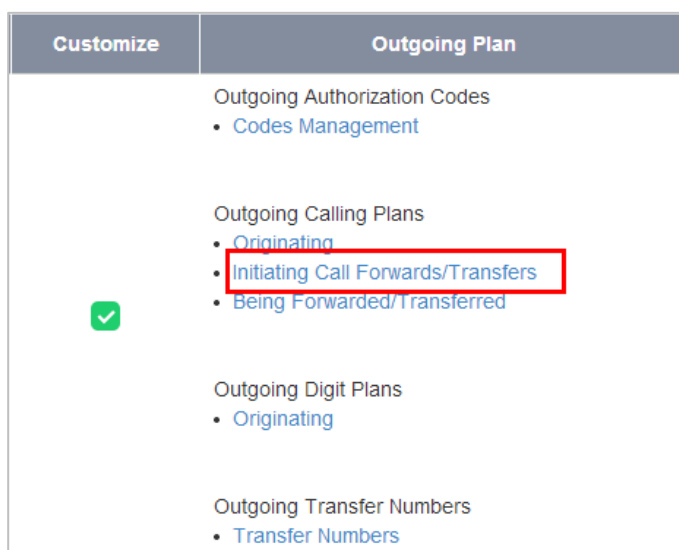 Customize Outgoing Plan
Outgoing Authorization Codes
• Codes Management
Outgoing Calling Plans
• Originating
• Initiating Call Forwards/Transfers
• Being Forwarded/Transferred
Outgoing Digit Plans
• Originating
Outgoing Transfer Numbers
• Transfer Numbers